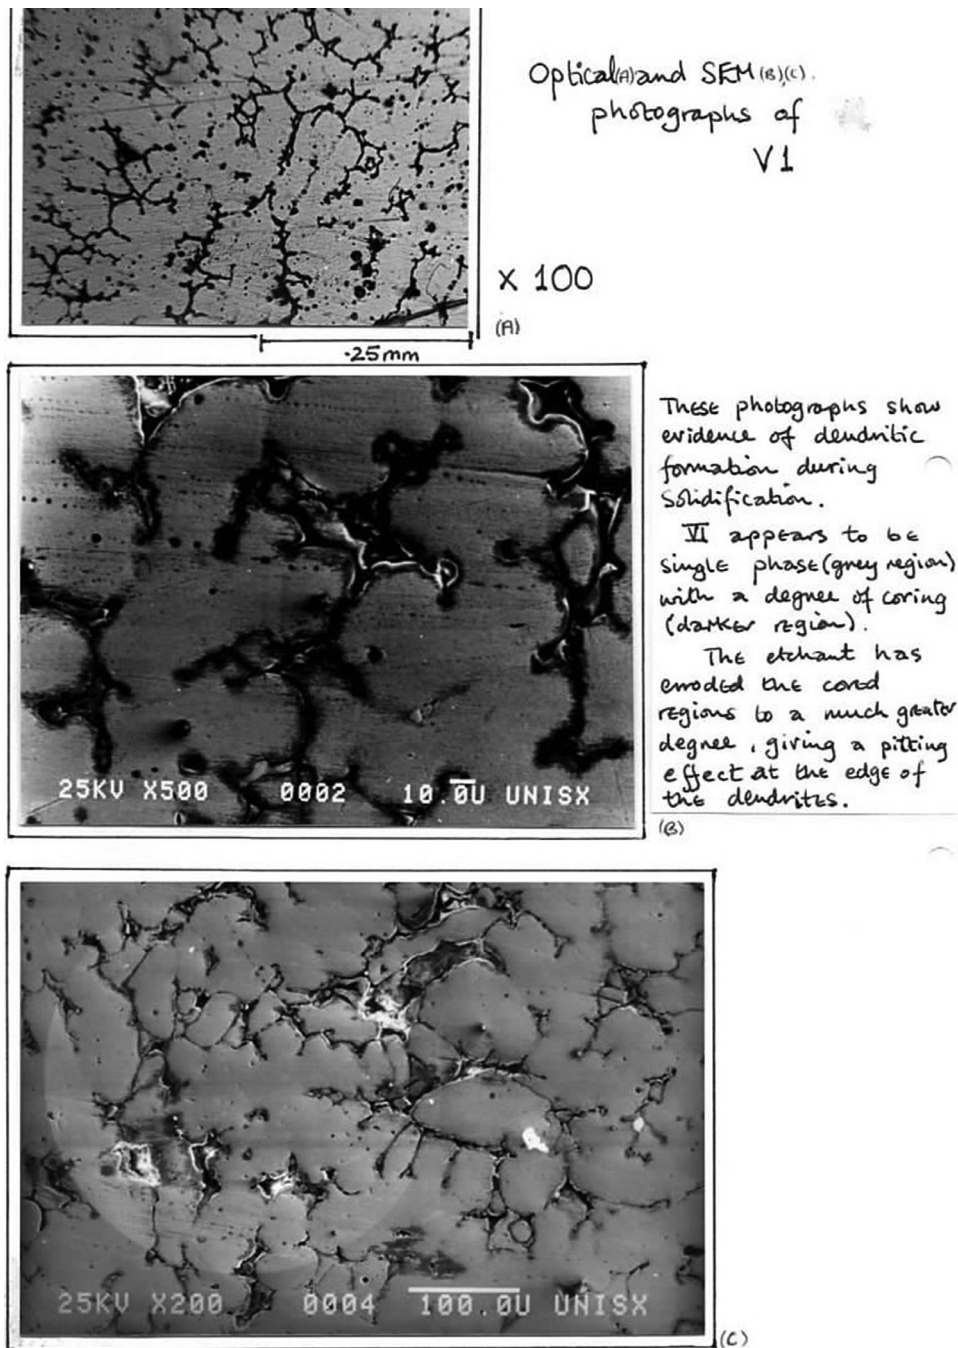 Optical(A) and SEM (B),(C).
photographs of
V1
X 100
(A)
.25mm
These photographs show
evidence of dendritic
formation during
solidification.
VI appears to be
single phase (grey region)
with a degree of coring
(darker region).
The etchant has
erroded the cored
regions to a much greater
degree, giving a pitting
effect at the edge of
the dendrites.
(B)
25KV X500 0002 10.0U UNISX
25KV X200 0004 100.0U UNISX
(C)